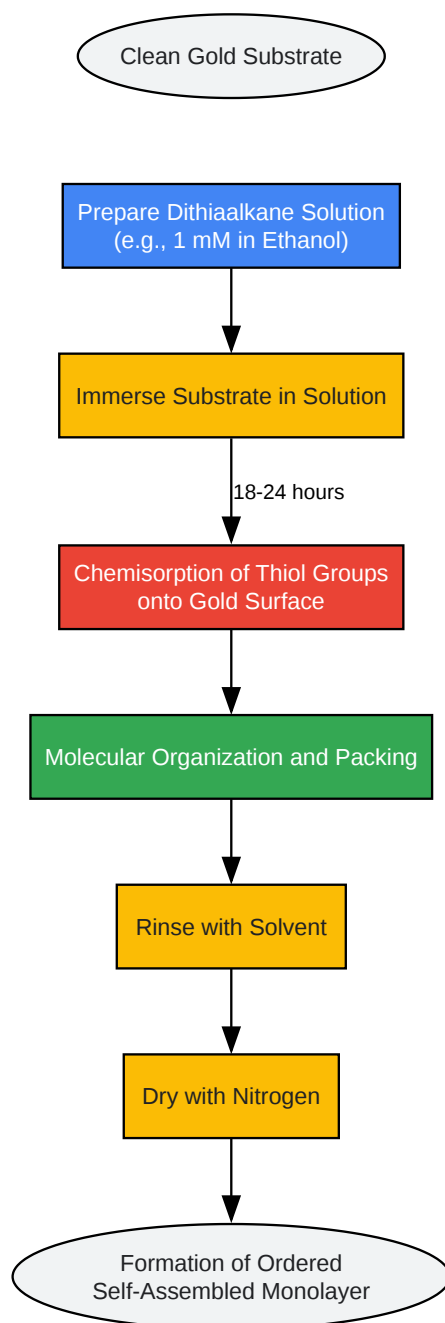 Clean Gold Substrate
Prepare Dithiaalkane Solution
(e.g., 1 mM in Ethanol)
Immerse Substrate in Solution
18-24 hours
Chemisorption of Thiol Groups
onto Gold Surface
Molecular Organization and Packing
Rinse with Solvent
Dry with Nitrogen
Formation of Ordered
Self-Assembled Monolayer